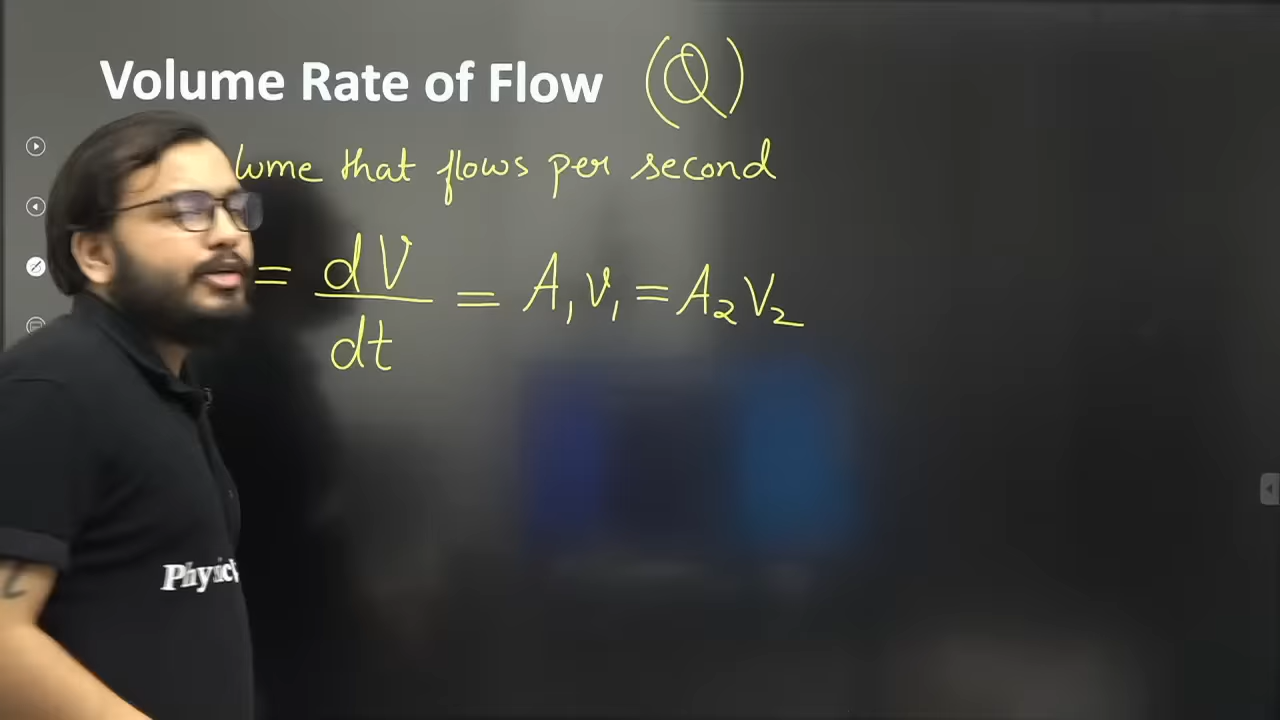 Volume Rate of Flow (Q)
lume that flows per second
= dV/dt = A₁v₁ = A₂V₂
Physic